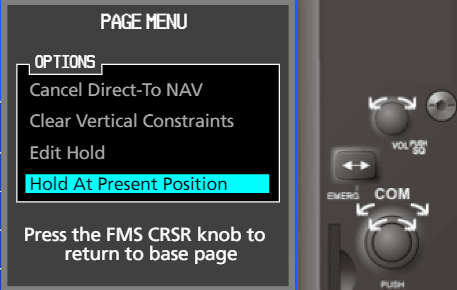 PAGE MENU
OPTIONS
Cancel Direct-To NAV
Clear Vertical Constraints
Edit Hold
Hold At Present Position
Press the FMS CRSR knob to
return to base page
VOL PUSH
SQ
EMERG
COM
PUSH